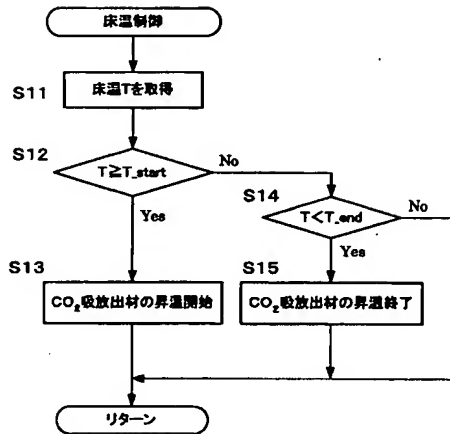 床温制御
S11
床温Tを取得
S12
T≧T_start
No
S14
T<T_end
No
Yes
Yes
S13
S15
CO₂吸放出材の昇温開始
CO₂吸放出材の昇温終了
リターン